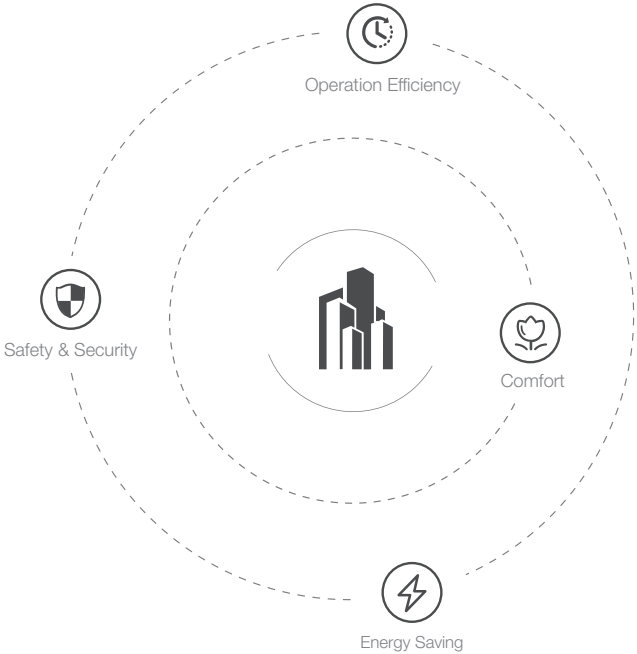 Operation Efficiency
Safety & Security
Comfort
Energy Saving